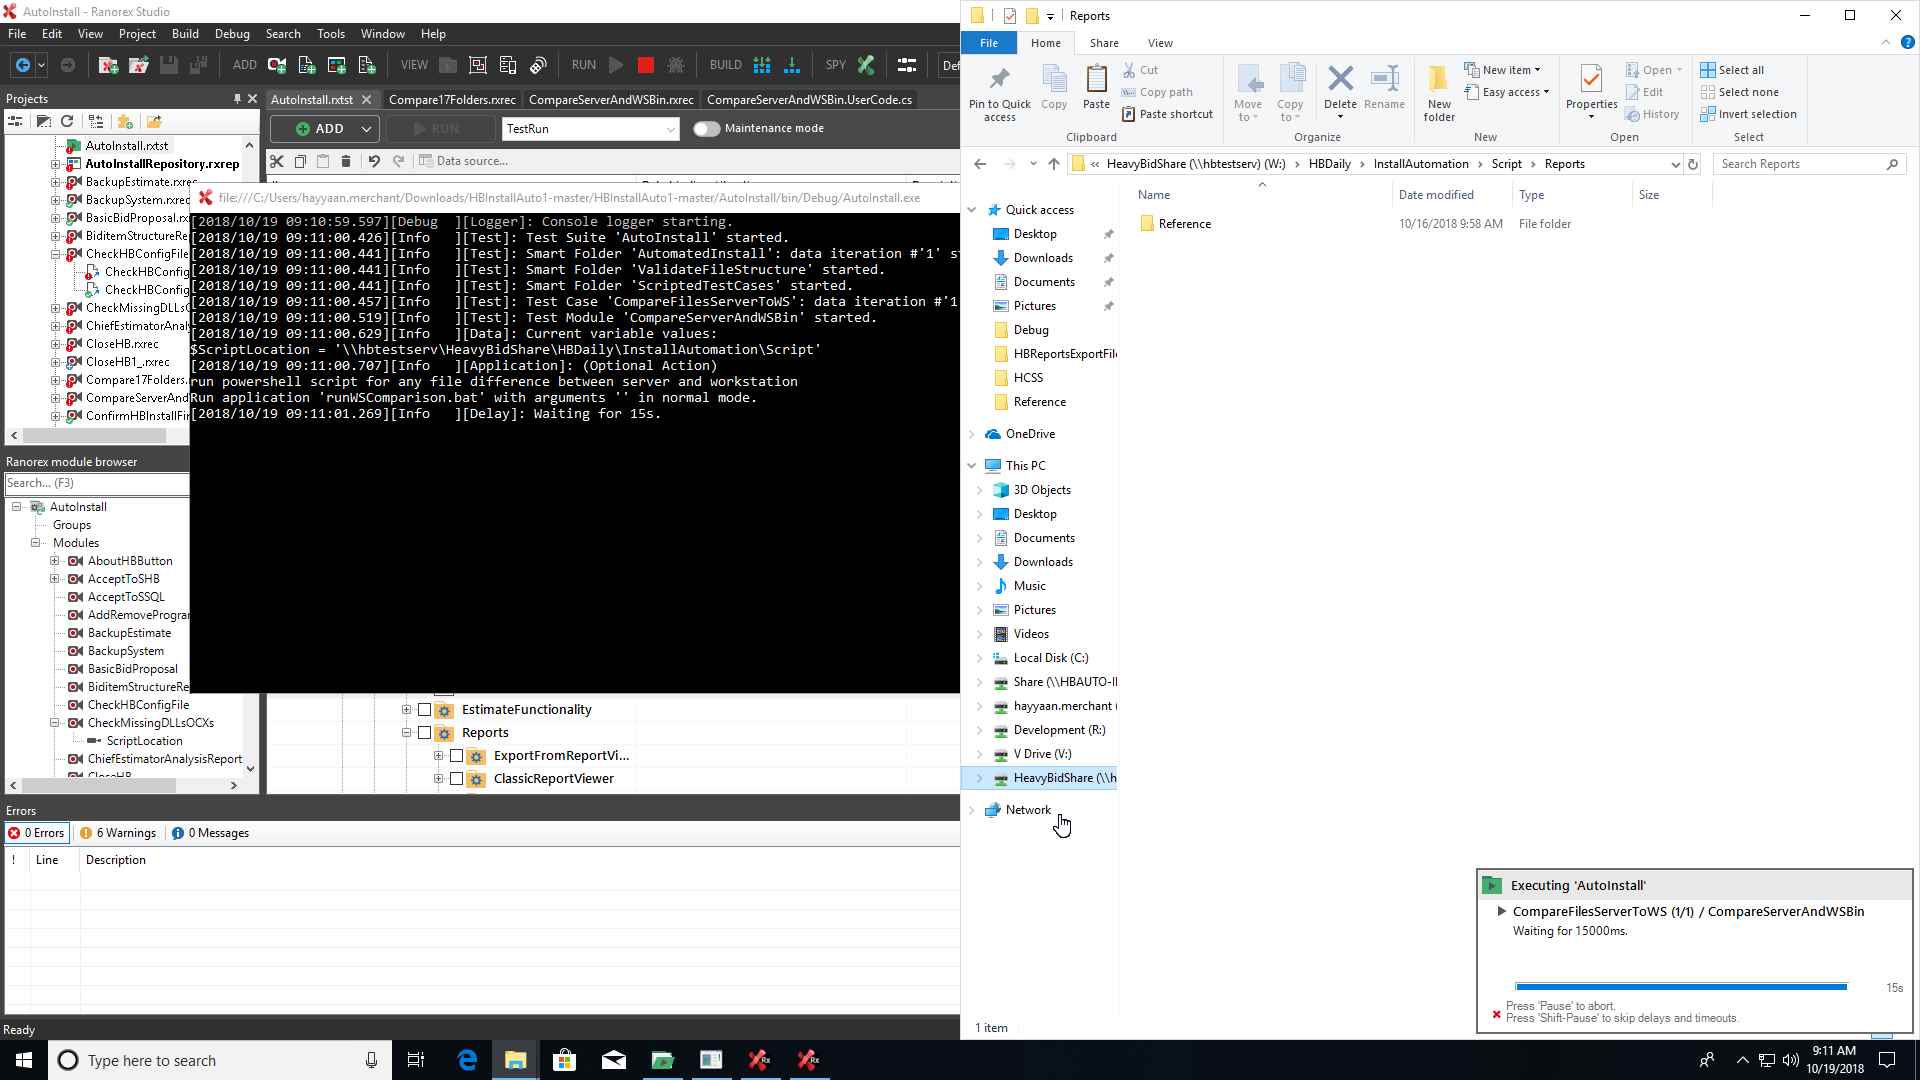 AutoInstall - Ranorex Studio
File Edit View Project Build Debug Search Tools Window Help
ADD VIEW RUN BUILD SPY Def
Projects
AutoInstall.rxtst
AutoInstallRepository.rxrep
BackupEstimate.rxrec
BackupSystem.rxrec
BasicBidProposal.rx
BiditemStructureRe
CheckHBConfigFile
CheckHBConfig
CheckHBConfig
CheckMissingDLLsO
ChiefEstimatorAnaly
CloseHB.rxrec
CloseHB1_.rxrec
Compare17Folders.
CompareServerAnd
ConfirmHBInstallFir
AutoInstall.rxtst Compare17Folders.rxrec CompareServerAndWSBin.rxrec CompareServerAndWSBin.UserCode.cs
ADD RUN TestRun Maintenance mode
Data source...
file:///C:/Users/hayyaan.merchant/Downloads/HBInstallAuto1-master/HBInstallAuto1-master/AutoInstall/bin/Debug/AutoInstall.exe
[2018/10/19 09:10:59.597][Debug  ][Logger]: Console logger starting.
[2018/10/19 09:11:00.426][Info   ][Test]: Test Suite 'AutoInstall' started.
[2018/10/19 09:11:00.441][Info   ][Test]: Smart Folder 'AutomatedInstall': data iteration #'1' st
[2018/10/19 09:11:00.441][Info   ][Test]: Smart Folder 'ValidateFileStructure' started.
[2018/10/19 09:11:00.441][Info   ][Test]: Smart Folder 'ScriptedTestCases' started.
[2018/10/19 09:11:00.457][Info   ][Test]: Test Case 'CompareFilesServerToWS': data iteration #'1
[2018/10/19 09:11:00.519][Info   ][Test]: Test Module 'CompareServerAndWSBin' started.
[2018/10/19 09:11:00.629][Info   ][Data]: Current variable values:
$ScriptLocation = '\\hbtestserv\HeavyBidShare\HBDaily\InstallAutomation\Script'
[2018/10/19 09:11:00.707][Info   ][Application]: (Optional Action)
run powershell script for any file difference between server and workstation
Run application 'runWSComparison.bat' with arguments '' in normal mode.
[2018/10/19 09:11:01.269][Info   ][Delay]: Waiting for 15s.
Ranorex module browser
Search... (F3)
AutoInstall
Groups
Modules
AboutHBButton
AcceptToSHB
AcceptToSSQL
AddRemoveProgra
BackupEstimate
BackupSystem
BasicBidProposal
BiditemStructureRe
CheckHBConfigFile
CheckMissingDLLsOCXs
ScriptLocation
ChiefEstimatorAnalysisReport
CloseHB
EstimateFunctionality
Reports
ExportFromReportVi...
ClassicReportViewer
Errors
0 Errors 6 Warnings 0 Messages
! Line Description
Ready
Reports
File Home Share View
Pin to Quick access
Copy
Paste
Cut
Copy path
Paste shortcut
Clipboard
Move to
Copy to
Delete
Rename
Organize
New folder
New item
Easy access
New
Properties
Open
Edit
History
Open
Select all
Select none
Invert selection
Select
« HeavyBidShare (\\hbtestserv) (W:) › HBDaily › InstallAutomation › Script › Reports
Search Reports
Name Date modified Type Size
Reference 10/16/2018 9:58 AM File folder
Quick access
Desktop
Downloads
Documents
Pictures
Debug
HBReportsExportFil
HCSS
Reference
OneDrive
This PC
3D Objects
Desktop
Documents
Downloads
Music
Pictures
Videos
Local Disk (C:)
Share (\\HBAUTO-I
hayyaan.merchant (
Development (R:)
V Drive (V:)
HeavyBidShare (\\h
Network
1 item
Executing 'AutoInstall'
CompareFilesServerToWS (1/1) / CompareServerAndWSBin
Waiting for 15000ms.
15s
Press 'Pause' to abort.
Press 'Shift-Pause' to skip delays and timeouts.
Type here to search
9:11 AM
10/19/2018